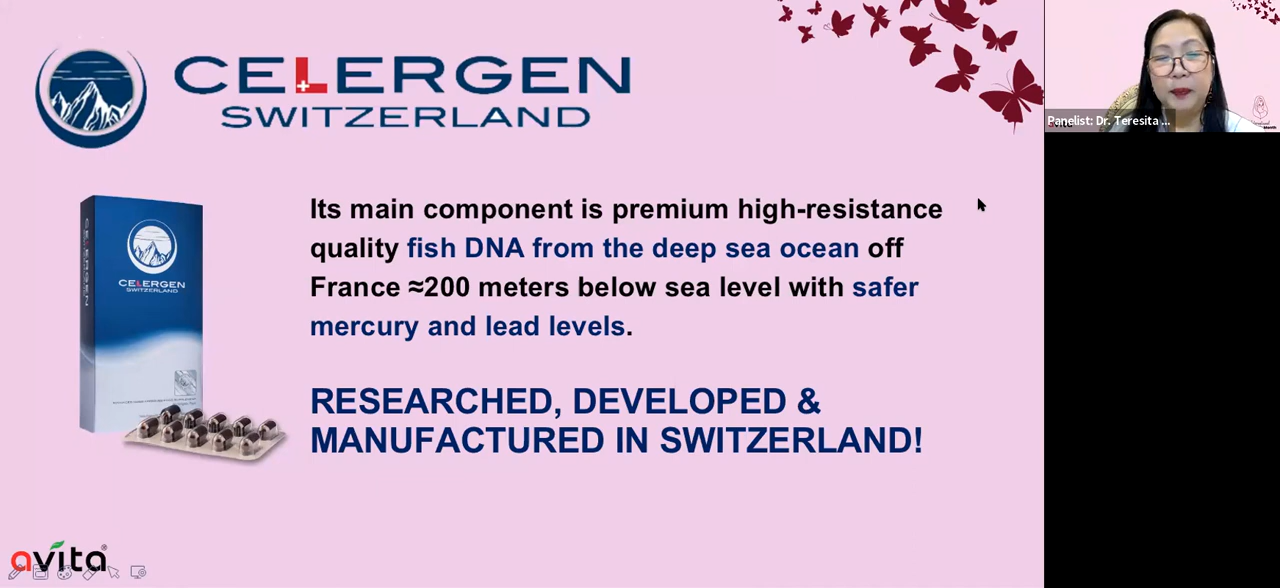 CELERGEN
SWITZERLAND
Its main component is premium high-resistance
quality fish DNA from the deep sea ocean off
France ≈200 meters below sea level with safer
mercury and lead levels.
RESEARCHED, DEVELOPED &
MANUFACTURED IN SWITZERLAND!
CELERGEN
CELERGEN
SWITZERLAND
avita
Panelist: Dr. Teresita ...
Month